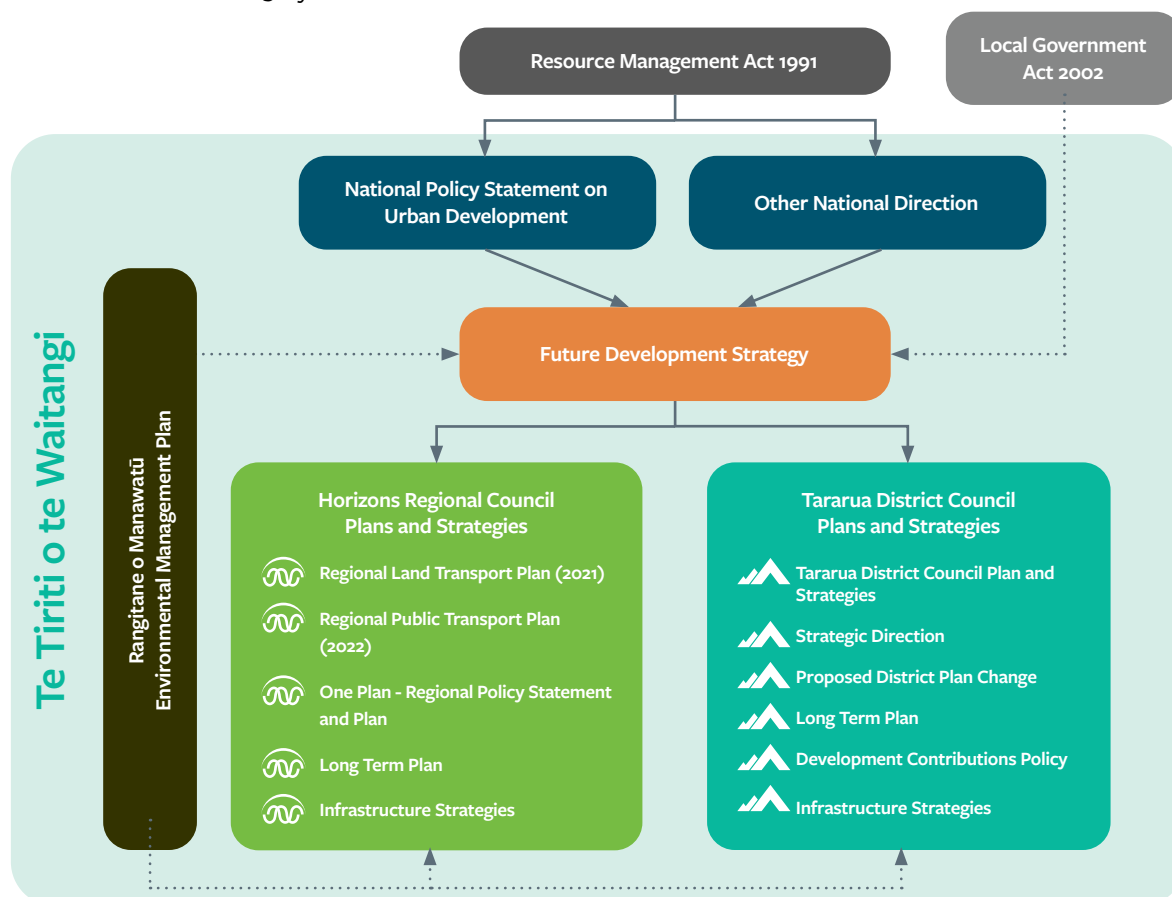 Resource Management Act 1991
Local Government
Act 2002
National Policy Statement on
Urban Development
Other National Direction
Te Tiriti o te Waitangi
Rangitane o Manawatū
Environmental Management Plan
Future Development Strategy
Horizons Regional Council
Plans and Strategies
Regional Land Transport Plan (2021)
Regional Public Transport Plan
(2022)
One Plan - Regional Policy Statement
and Plan
Long Term Plan
Infrastructure Strategies
Tararua District Council
Plans and Strategies
Tararua District Council Plan and
Strategies
Strategic Direction
Proposed District Plan Change
Long Term Plan
Development Contributions Policy
Infrastructure Strategies